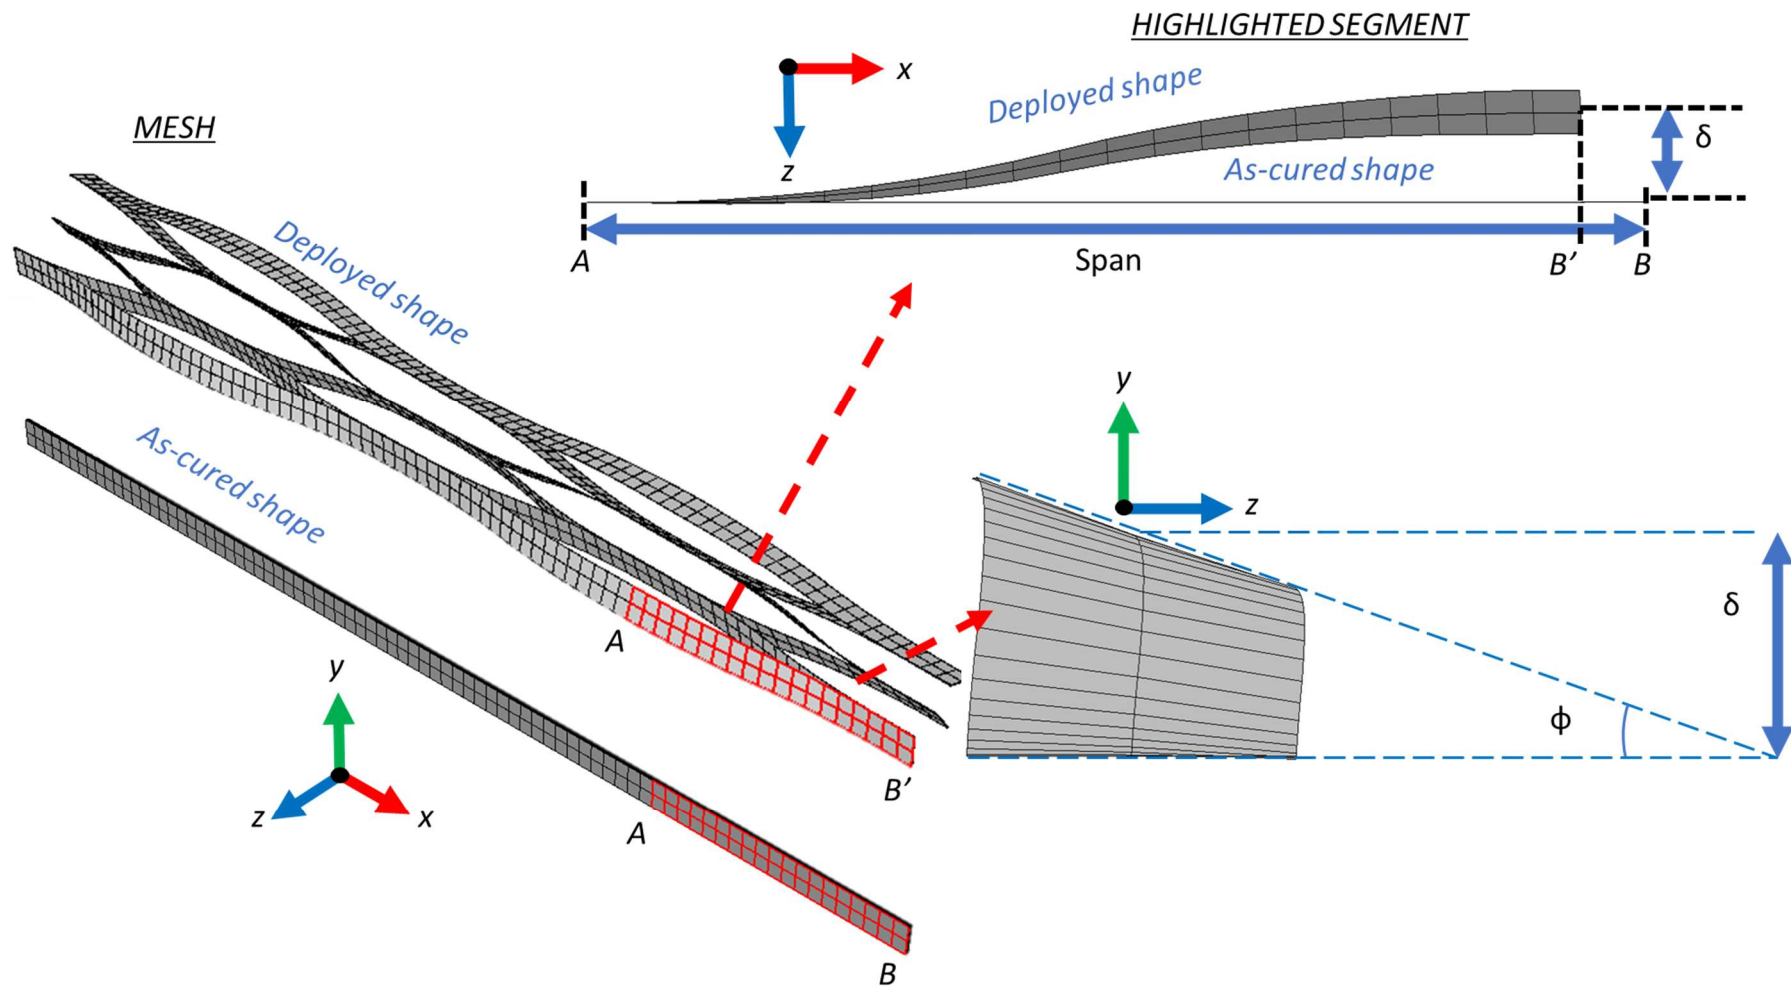 HIGHLIGHTED SEGMENT
x
z
Deployed shape
As-cured shape
δ
A
Span
B’
B
MESH
Deployed shape
As-cured shape
A
B’
A
B
y
z
x
y
z
δ
ϕ